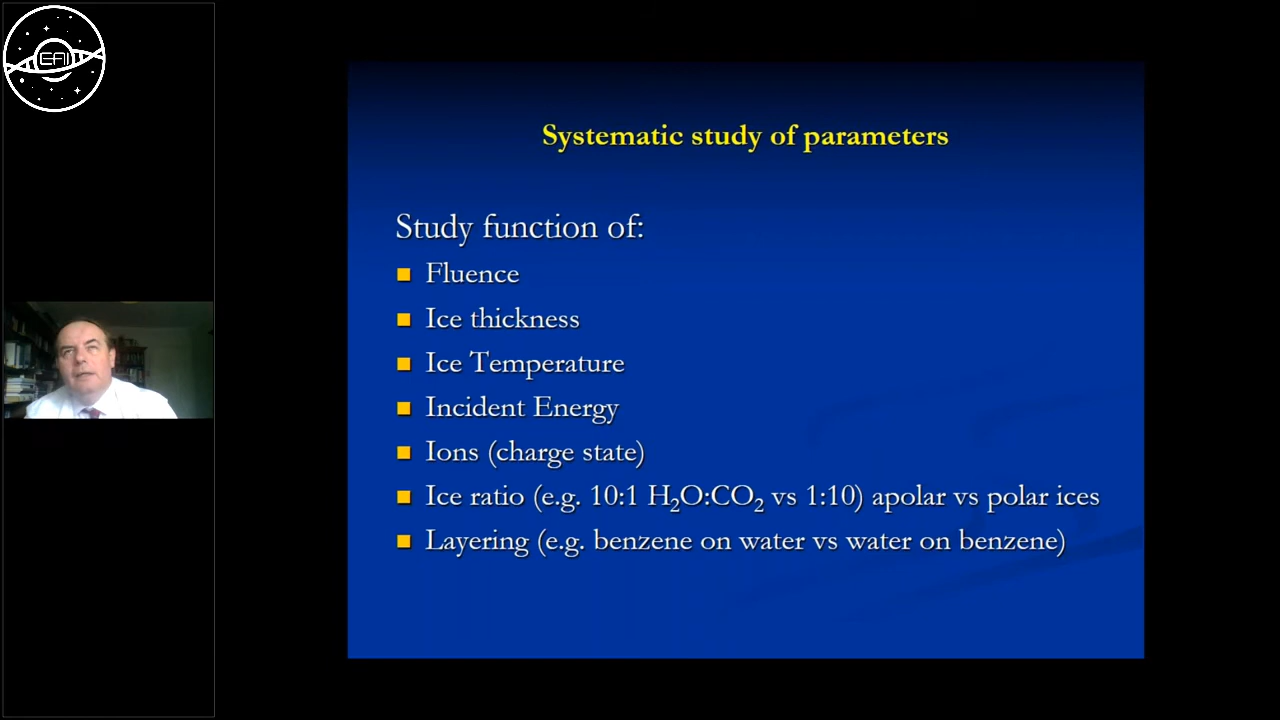 EAI
Systematic study of parameters
Study function of:
Fluence
Ice thickness
Ice Temperature
Incident Energy
Ions (charge state)
Ice ratio (e.g. 10:1 H₂O:CO₂ vs 1:10) apolar vs polar ices
Layering (e.g. benzene on water vs water on benzene)